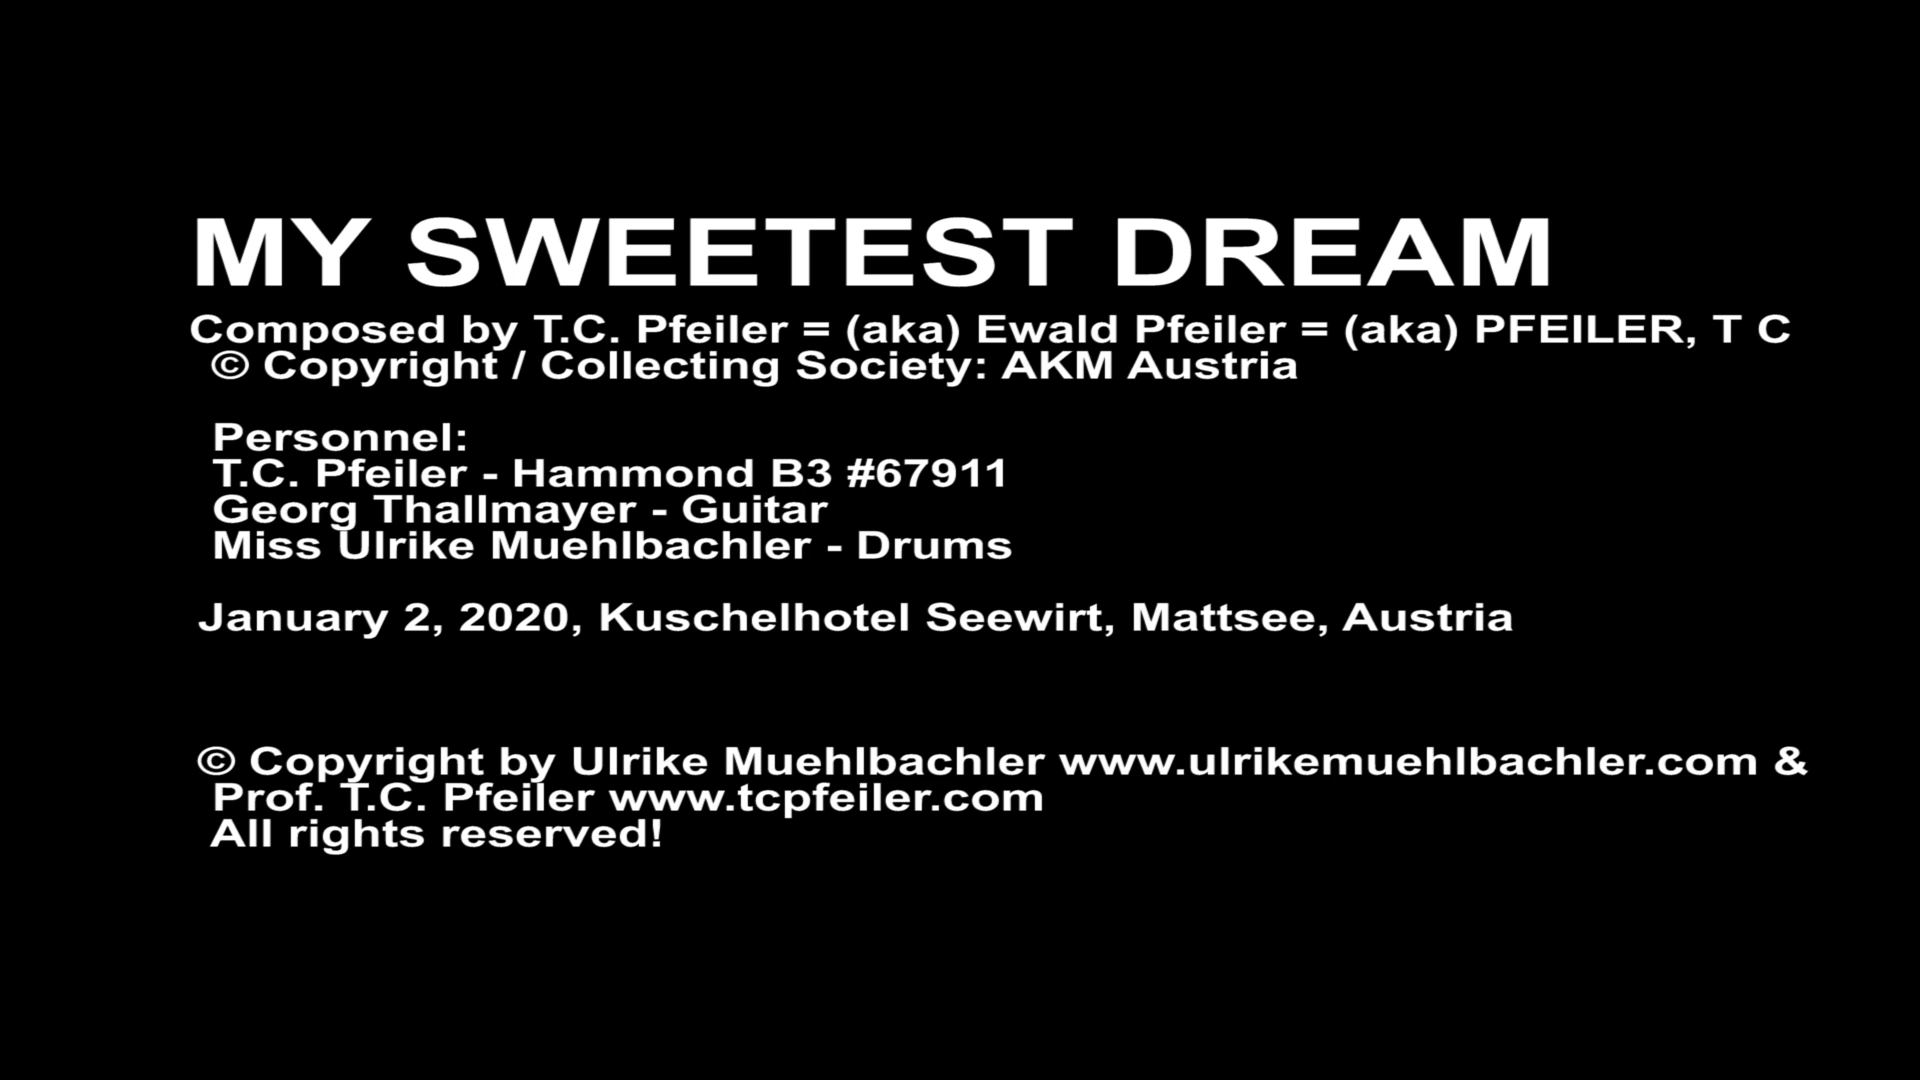 MY SWEETEST DREAM
Composed by T.C. Pfeiler = (aka) Ewald Pfeiler = (aka) PFEILER, T C
© Copyright / Collecting Society: AKM Austria
Personnel:
T.C. Pfeiler - Hammond B3 #67911
Georg Thallmayer - Guitar
Miss Ulrike Muehlbachler - Drums
January 2, 2020, Kuschelhotel Seewirt, Mattsee, Austria
© Copyright by Ulrike Muehlbachler www.ulrikemuehlbachler.com &
Prof. T.C. Pfeiler www.tcpfeiler.com
All rights reserved!